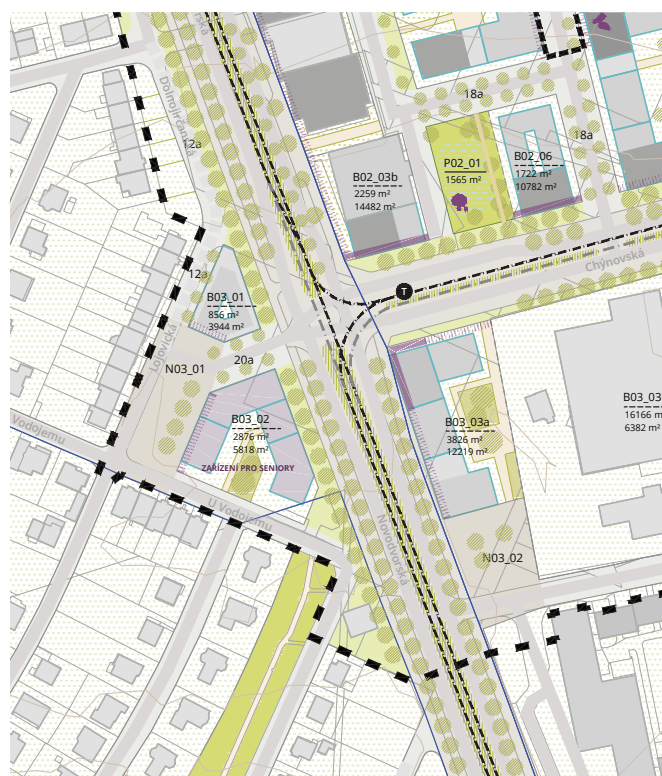 Dolnojirčanská
12a
18a
18a
B02_03b
2259 m²
14482 m²
P02_01
1565 m²
B02_06
1722 m²
10782 m²
Chýnovská
T
12a
B03_01
856 m²
3944 m²
Lojovická
20a
N03_01
B03_02
2876 m²
5818 m²
ZAŘÍZENÍ PRO SENIORY
B03_03a
3826 m²
12219 m²
B03_03
16166 m²
6382 m²
Vodojemu
U Vodojemu
Novodvorská
N03_02